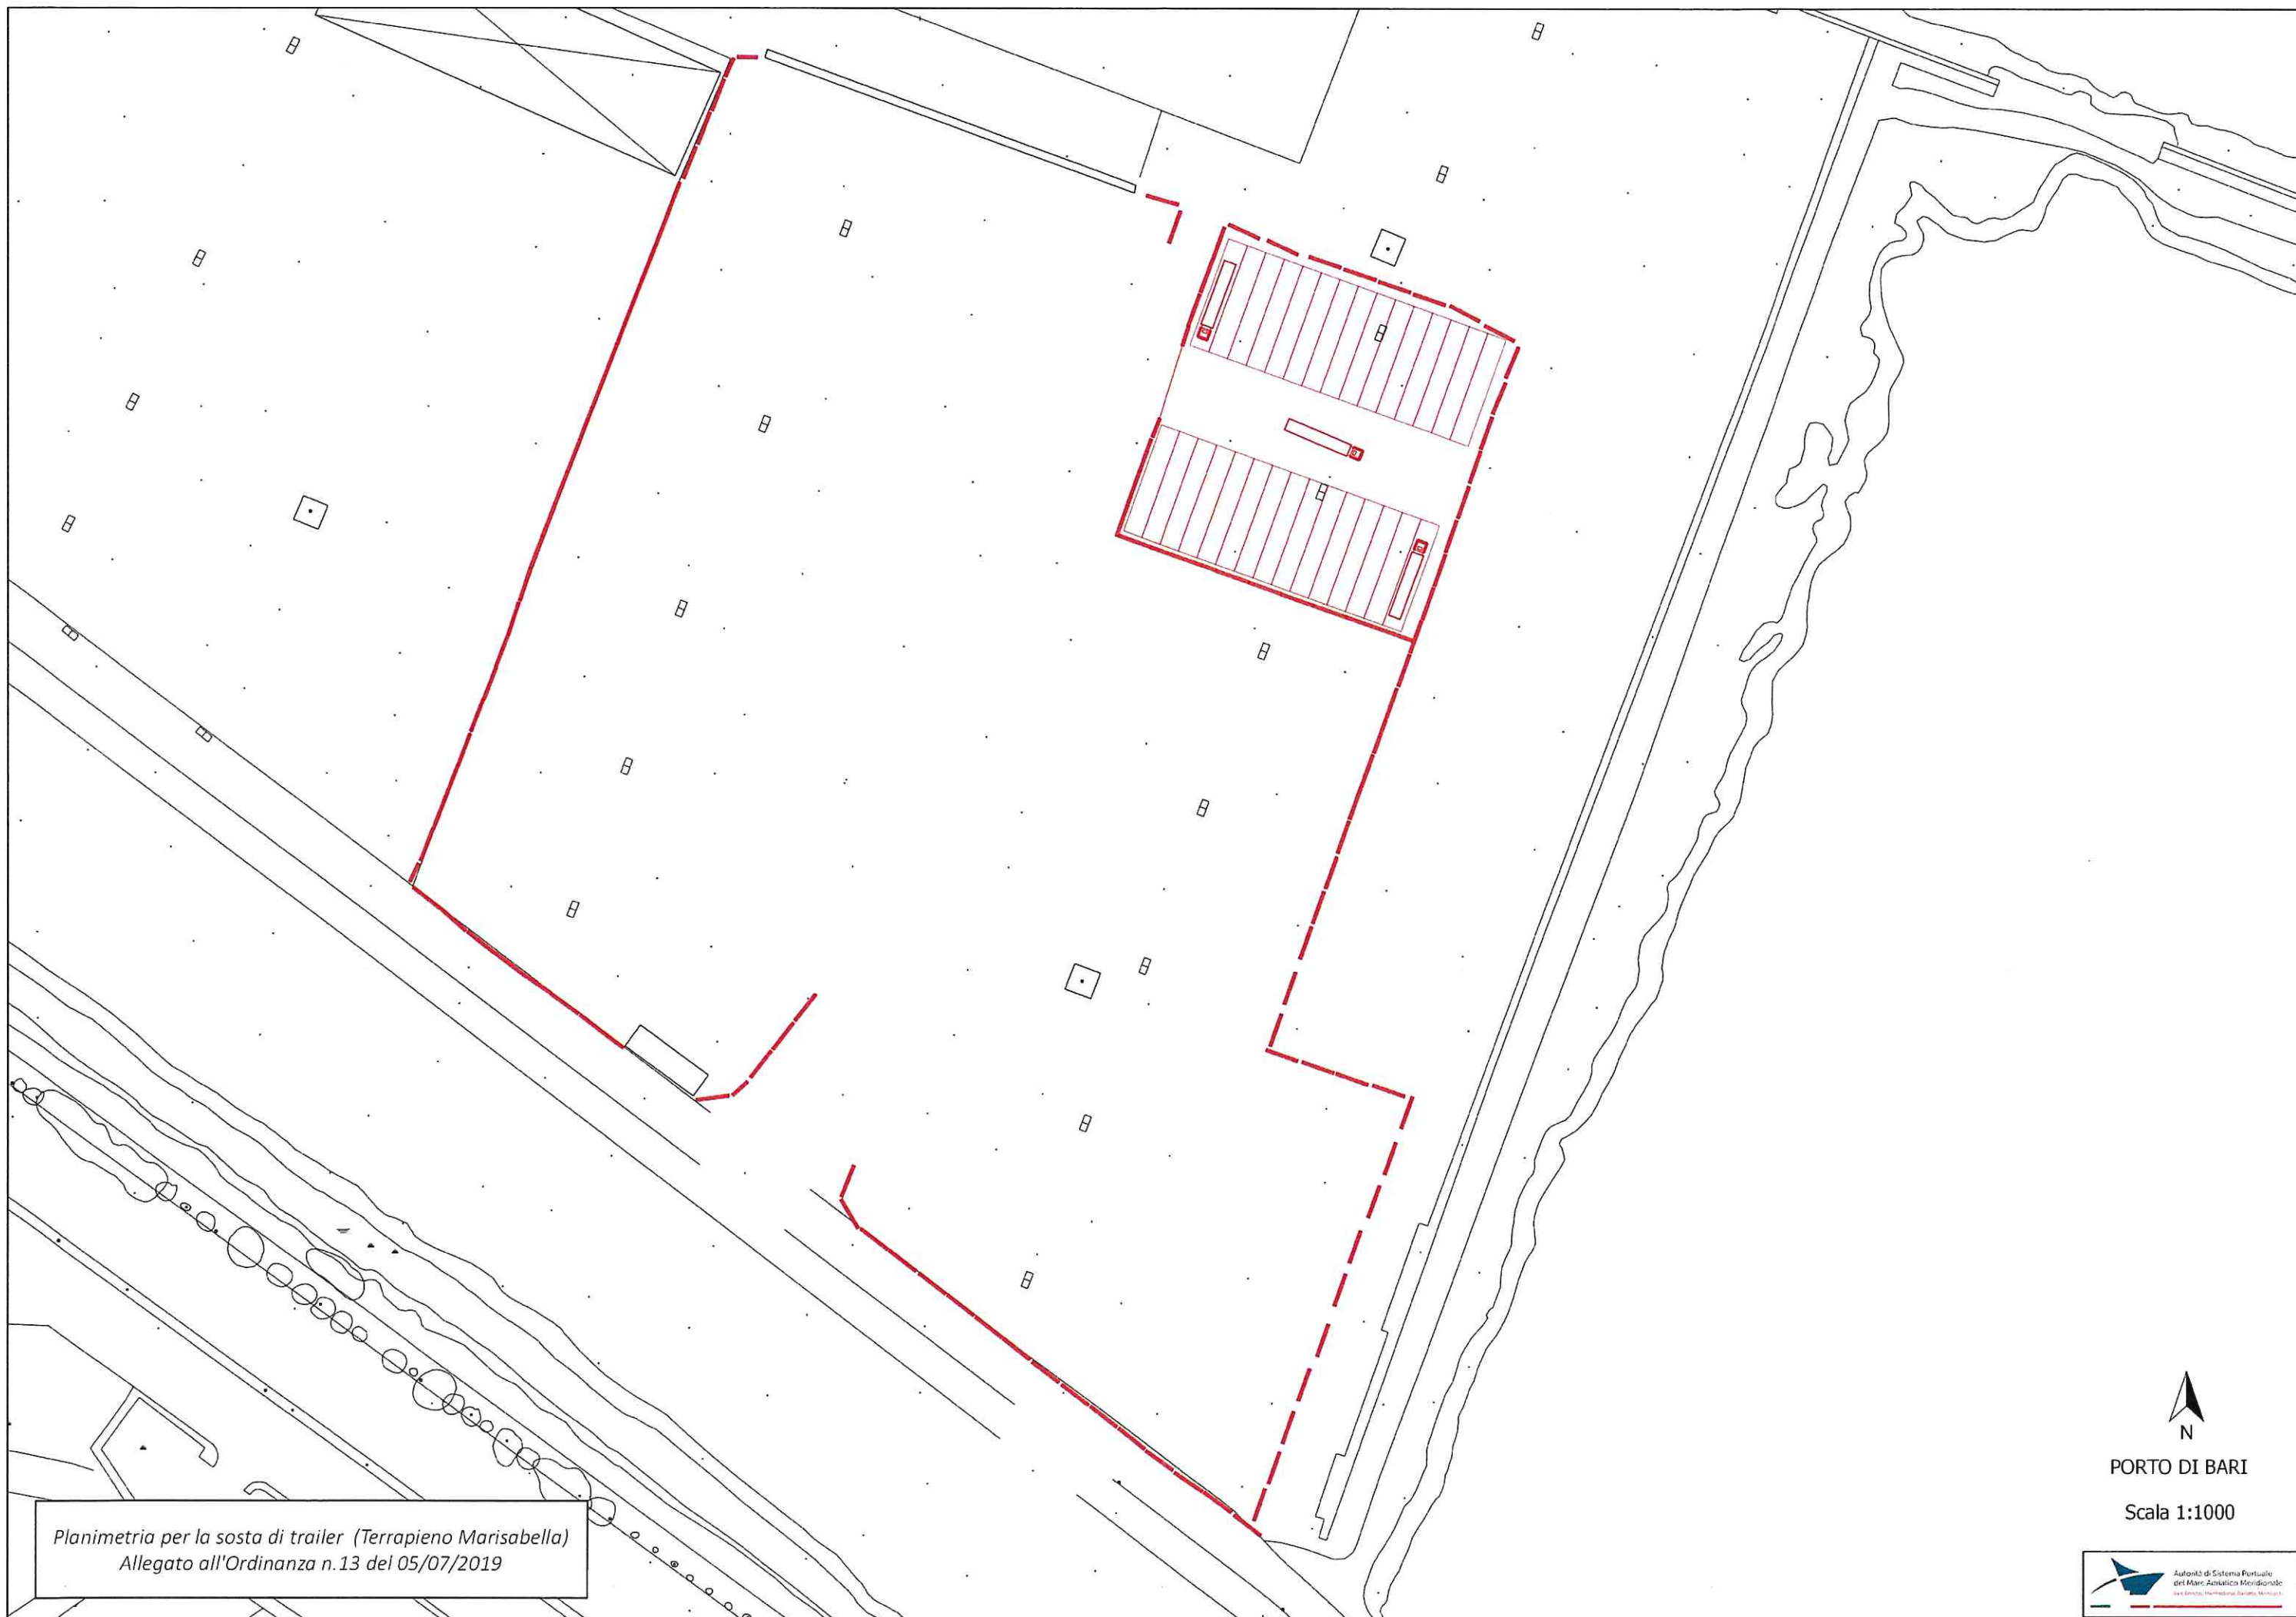 N
PORTO DI BARI
Scala 1:1000
Planimetria per la sosta di trailer (Terrapieno Marisabella)
Allegato all'Ordinanza n.13 del 05/07/2019
Autorità di Sistema Portuale
del Mare Adriatico Meridionale